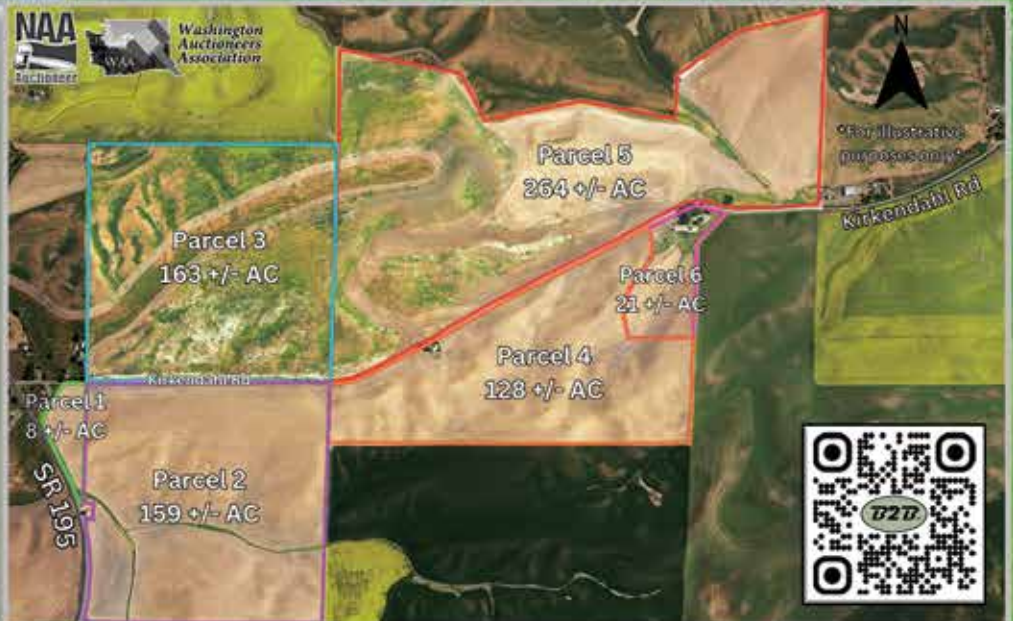 NAA
Auctioneer
WAA
Washington
Auctioneers
Association
N
*For illustrative
purposes only*
Parcel 5
264 +/- AC
Kirkendahl Rd
Parcel 3
163 +/- AC
Parcel 6
21 +/- AC
Parcel 4
128 +/- AC
Kirkendahl Rd
Parcel 1
8 +/- AC
Parcel 2
159 +/- AC
SR 195
B2B